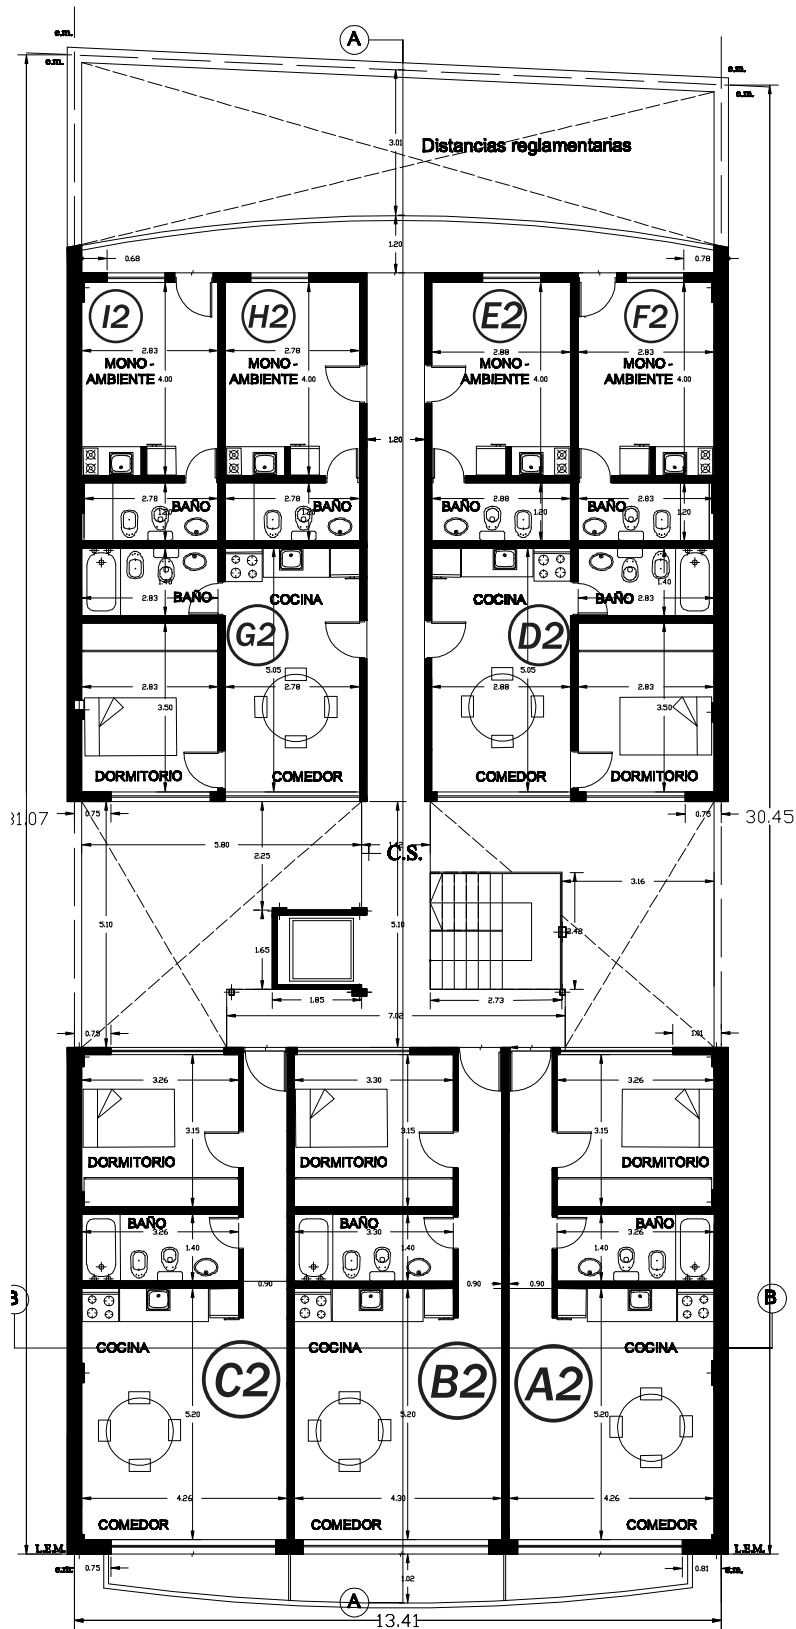 A
e.m.
e.m.
e.m.
e.m.
3.01
Distancias reglamentarias
1.20
0.68
0.78
I2
H2
E2
F2
2.83
2.78
2.88
2.83
MONO-
AMBIENTE
4.00
MONO-
AMBIENTE
4.00
MONO-
AMBIENTE
4.00
MONO-
AMBIENTE
4.00
1.20
2.78
BAÑO
1.20
2.78
BAÑO
1.20
2.88
BAÑO
1.20
2.83
BAÑO
1.20
1.40
2.83
BAÑO
COCINA
COCINA
BAÑO
2.83
1.40
G2
D2
5.05
5.05
2.83
2.78
2.88
2.83
3.50
3.50
DORMITORIO
COMEDOR
COMEDOR
DORMITORIO
0.75
0.75
30.45
5.80
C.S.
2.25
3.16
5.10
5.10
1.65
2.48
1.85
2.73
7.02
0.75
1.01
3.26
3.30
3.26
3.15
3.15
3.15
DORMITORIO
DORMITORIO
DORMITORIO
BAÑO
BAÑO
BAÑO
3.26
3.30
3.26
1.40
1.40
1.40
0.90
0.90
0.90
B
COCINA
COCINA
COCINA
C2
B2
A2
5.20
5.20
5.20
4.26
4.30
4.26
COMEDOR
COMEDOR
COMEDOR
L.E.M.
L.E.M.
e.m.
0.75
1.02
0.81
e.m.
A
13.41